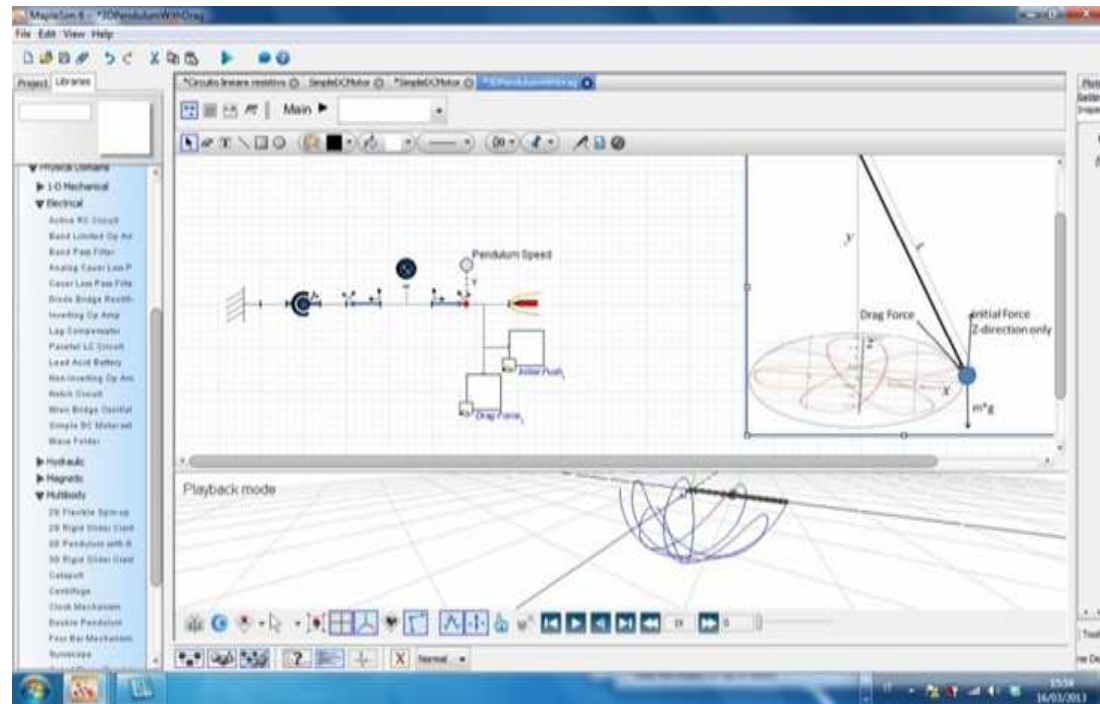 MapleSim 6 - *3DPendulumWithDrag
File Edit View Help
Project Libraries
*Circuito lineare resistivo
SimpleDCMotor
*SimpleDCMotor
*3DPendulumWithDrag
Main
Physical Domains
1-D Mechanical
Electrical
Active RC Circuit
Band Limited Op Am
Band Pass Filter
Analog Cauer Low P
Cauer Low Pass Filte
Diode Bridge Rectifi
Inverting Op Amp
Lag Compensator
Parallel LC Circuit
Lead Acid Battery
Non Inverting Op Am
Notch Circuit
Wien Bridge Oscillat
Simple DC Motor
Wave Folder
Hydraulic
Magnetic
Multibody
2D Flexible Spin-up
2D Rigid Slider Crank
3D Pendulum with
3D Rigid Slider Crank
Catapult
Centrifuge
Clock Mechanism
Double Pendulum
Four Bar Mechanism
Gyroscope
Pendulum Speed
Initial Push
Drag Force
y
Drag Force
Initial Force
Z-direction only
z
x
m*g
Playback mode
Normal
IT
15:54
16/03/2013